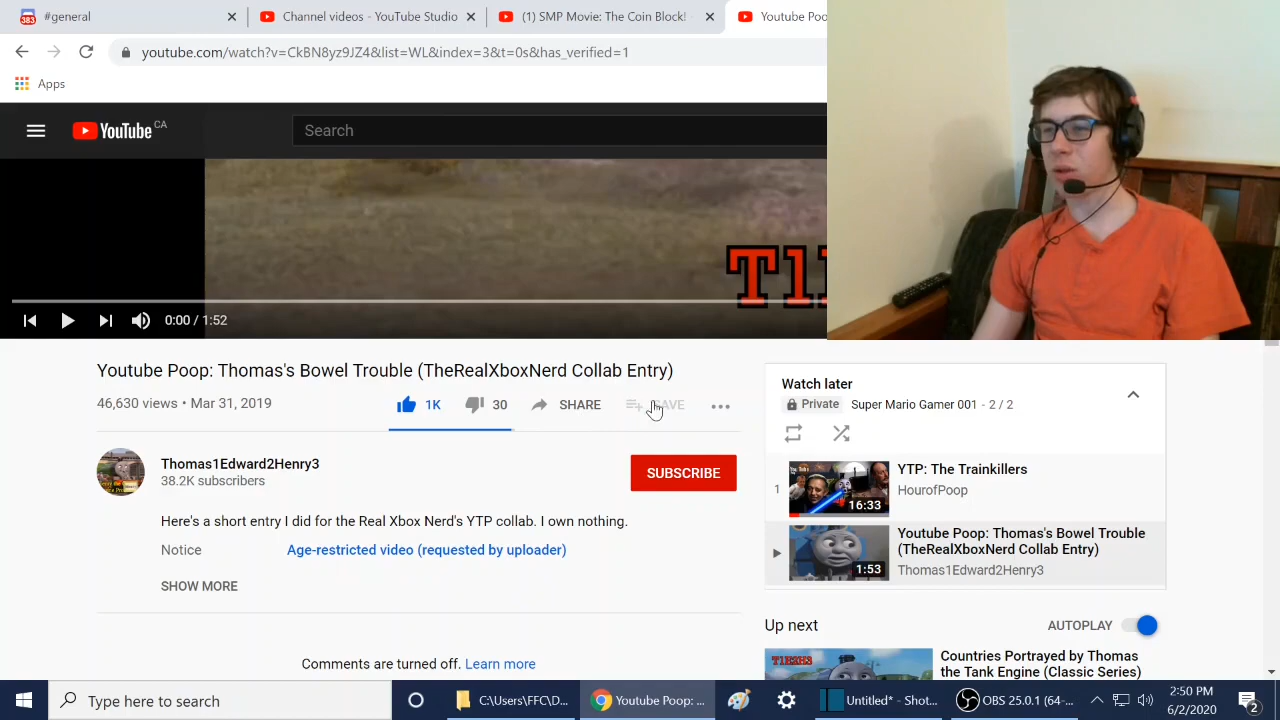 383 #general
Channel videos - YouTube Studio
(1) SMP Movie: The Coin Block! -
Youtube Poo
youtube.com/watch?v=CkBN8yz9JZ4&list=WL&index=3&t=0s&has_verified=1
Apps
YouTube CA
Search
T1
0:00 / 1:52
Youtube Poop: Thomas's Bowel Trouble (TheRealXboxNerd Collab Entry)
46,630 views • Mar 31, 2019
1K
30
SHARE
SAVE
Thomas1Edward2Henry3
38.2K subscribers
SUBSCRIBE
Here's a short entry I did for the Real Xbox Nerd's YTP collab. I own nothing.
Notice Age-restricted video (requested by uploader)
SHOW MORE
Comments are turned off. Learn more
Watch later
Private Super Mario Gamer 001 - 2 / 2
1
16:33
YTP: The Trainkillers
HourofPoop
1:53
Youtube Poop: Thomas's Bowel Trouble
(TheRealXboxNerd Collab Entry)
Thomas1Edward2Henry3
Up next
AUTOPLAY
T1E2H3
Countries Portrayed by Thomas
the Tank Engine (Classic Series)
Type here to search
C:\Users\FFC\D...
Youtube Poop: ...
Untitled* - Shot...
OBS 25.0.1 (64-...
2:50 PM
6/2/2020
2